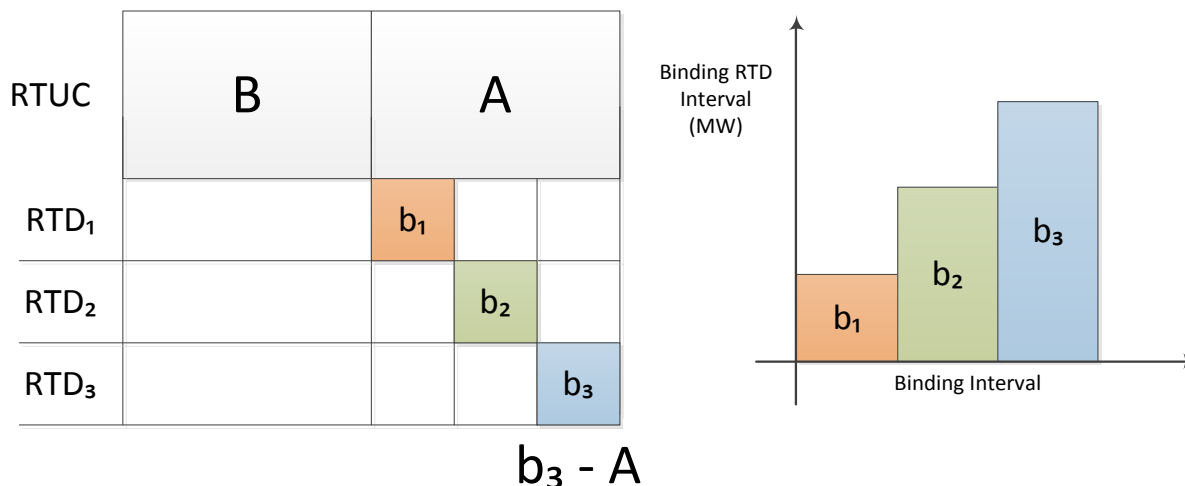 RTUC
B
A
RTD₁
b₁
RTD₂
b₂
RTD₃
b₃
b₃ - A
Binding RTD
Interval
(MW)
b₁
b₂
b₃
Binding Interval